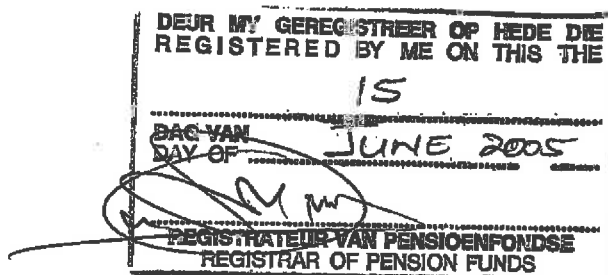 DEUR MY GEREGISTREER OP HEDE DIE
REGISTERED BY ME ON THIS THE
15
DAG VAN
DAY OF JUNE 2005
REGISTRATEUR VAN PENSIOENFONDSE
REGISTRAR OF PENSION FUNDS